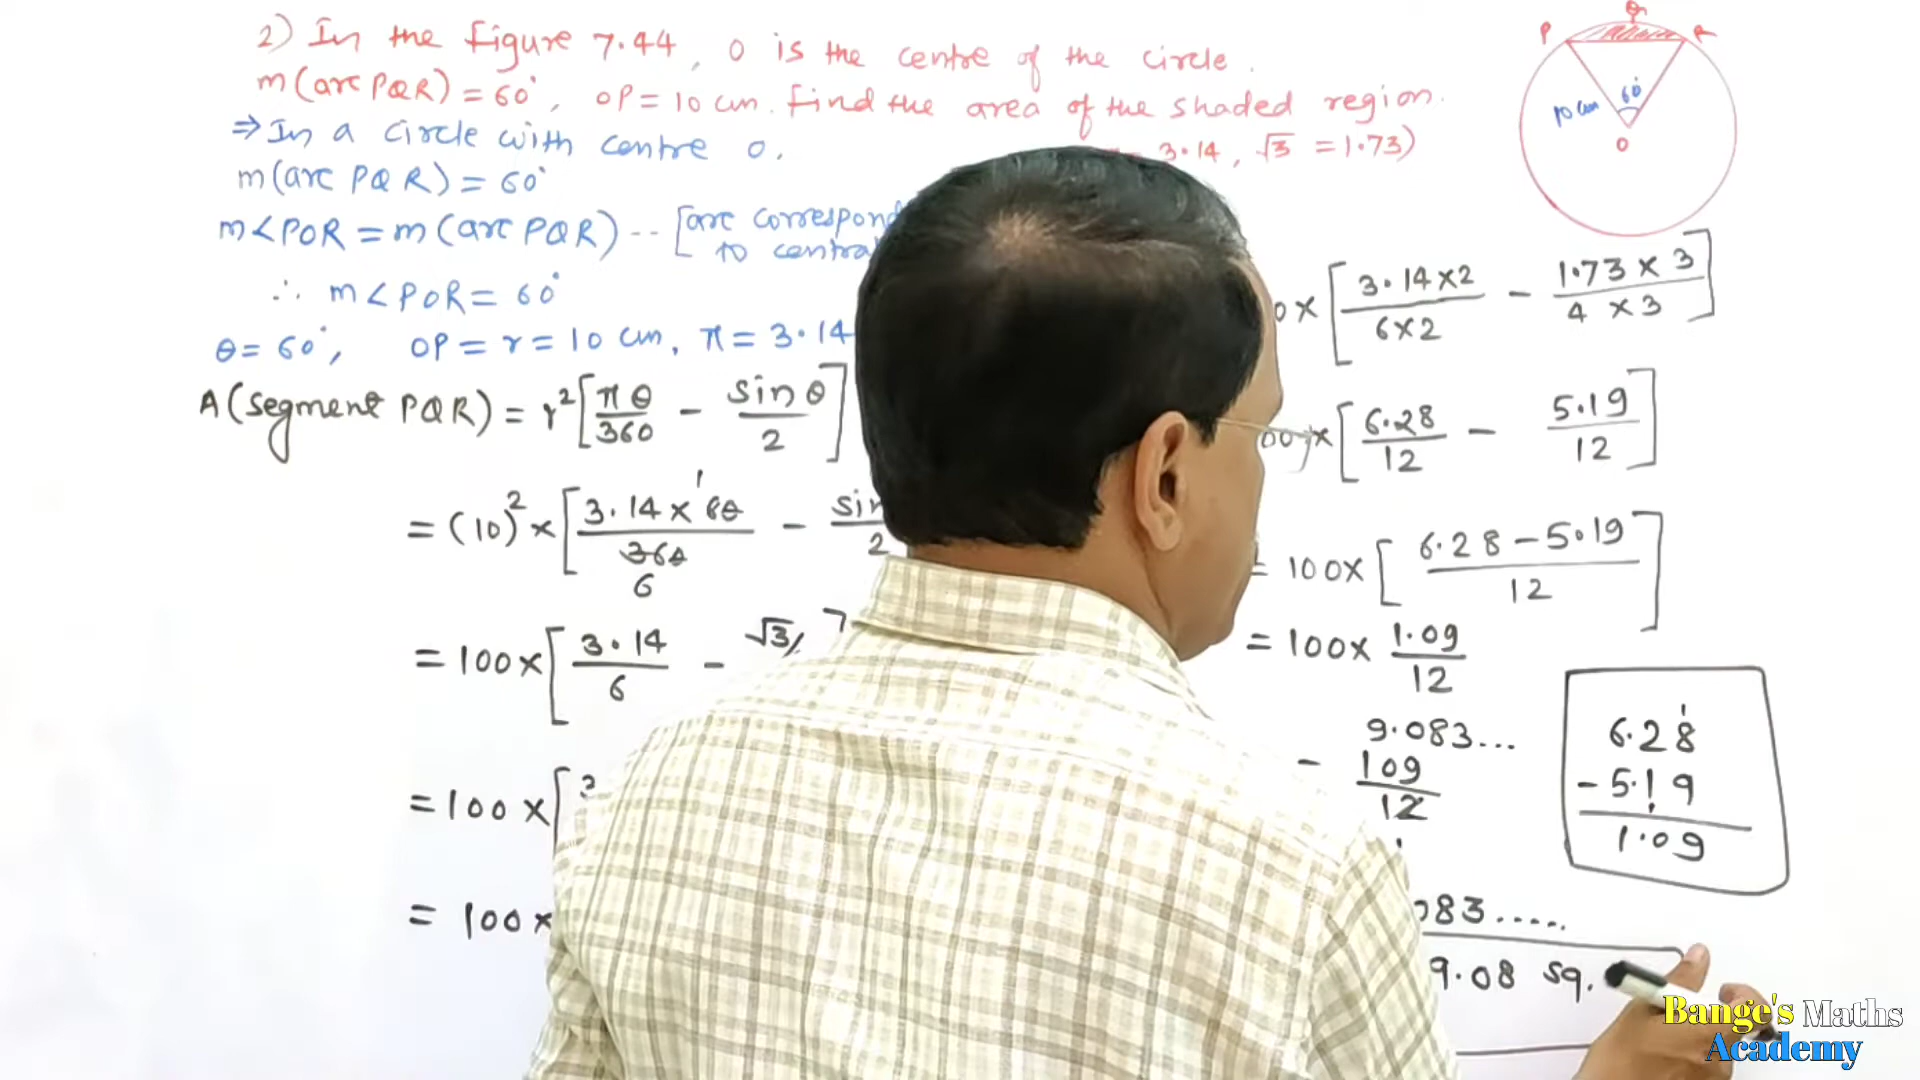 2) In the figure 7.44, O is the centre of the circle.
m(arc PQR) = 60°, OP = 10 cm. Find the area of the shaded region.
3.14, √3 = 1.73)
⇒ In a circle with centre O.
m(arc PQR) = 60°
m<POR = m(arc PQR) -- [arc
to
∴ m<POR = 60°
θ = 60°, OP = r = 10 cm, π = 3.14
A(segment PQR) = r² [πθ/360 - sinθ/2]
= (10)² × [3.14 × 60/360 - /2
1
6
= 100 × [3.14/6 - √3/
= 100 × [
= 100 ×
P Q R
10 cm 60°
O
× [3.14×2/6×2 - 1.73 × 3/4 × 3]
× [6.28/12 - 5.19/12]
= 100× [6.28 - 5.19/12]
= 100× 1.09/12
9.083...
109/12
083.....
9.08 sq.
6.28
- 5.19
1.09
Bange's Maths
Academy